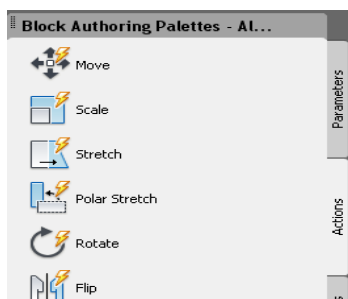 Block Authoring Palettes - Al...
Move
Scale
Stretch
Polar Stretch
Rotate
Flip
Parameters
Actions